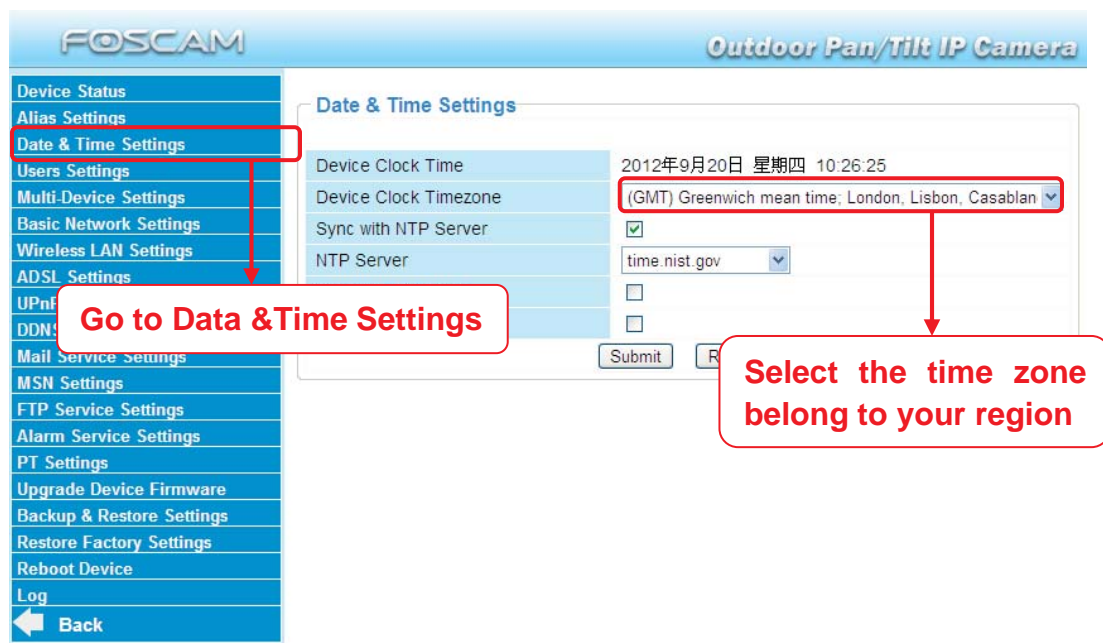 FOSCAM
Outdoor Pan/Tilt IP Camera
Device Status
Alias Settings
Date & Time Settings
Users Settings
Multi-Device Settings
Basic Network Settings
Wireless LAN Settings
ADSL Settings
UPnP
DDNS
Mail Service Settings
MSN Settings
FTP Service Settings
Alarm Service Settings
PT Settings
Upgrade Device Firmware
Backup & Restore Settings
Restore Factory Settings
Reboot Device
Log
Back
Date & Time Settings
Device Clock Time 2012年9月20日 星期四 10:26:25
Device Clock Timezone (GMT) Greenwich mean time; London, Lisbon, Casablan
Sync with NTP Server
NTP Server time.nist.gov
Submit R
Go to Data &Time Settings
Select the time zone
belong to your region